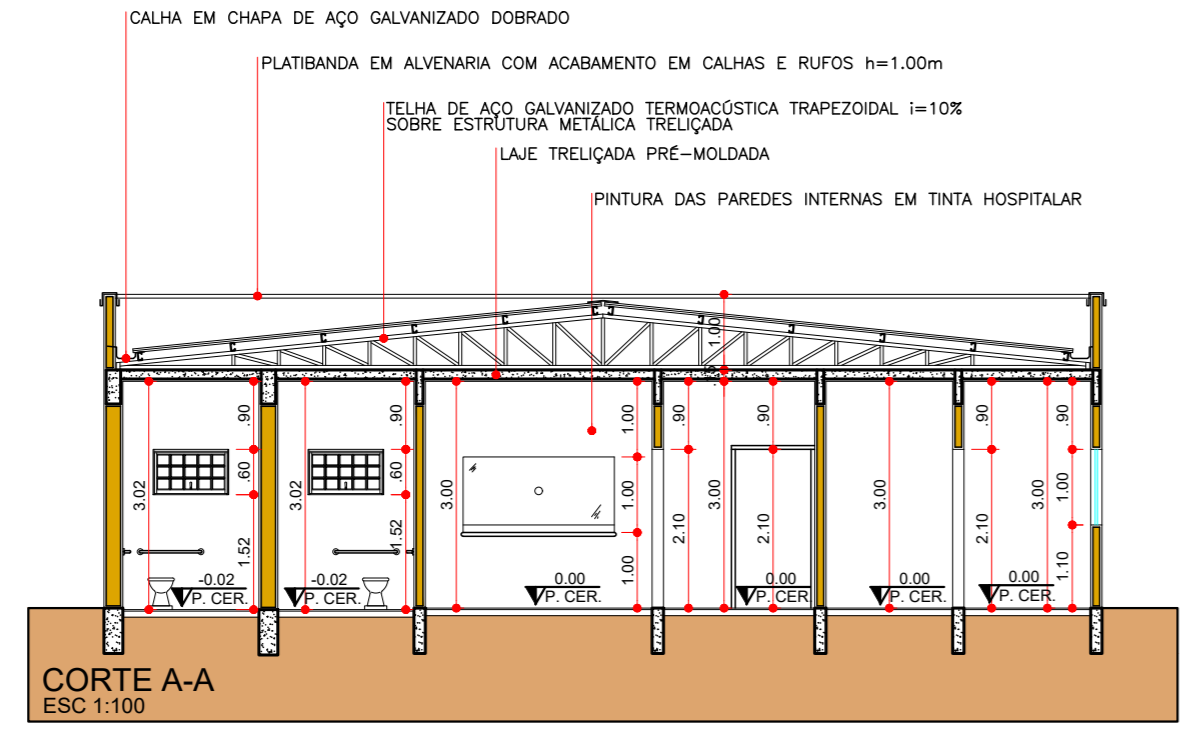 CALHA EM CHAPA DE AÇO GALVANIZADO DOBRADO
PLATIBANDA EM ALVENARIA COM ACABAMENTO EM CALHAS E RUFOS h=1.00m
TELHA DE AÇO GALVANIZADO TERMOACÚSTICA TRAPEZOIDAL i=10%
SOBRE ESTRUTURA METÁLICA TRELIÇADA
LAJE TRELIÇADA PRÉ-MOLDADA
PINTURA DAS PAREDES INTERNAS EM TINTA HOSPITALAR
1.00
3.02
.90
.60
1.52
3.02
.90
.60
1.52
3.00
1.00
1.00
1.00
.90
2.10
3.00
.90
2.10
3.00
.90
2.10
3.00
1.00
1.10
-0.02
P. CER.
-0.02
P. CER.
0.00
P. CER.
0.00
P. CER
0.00
P. CER.
0.00
P. CER.
CORTE A-A
ESC 1:100